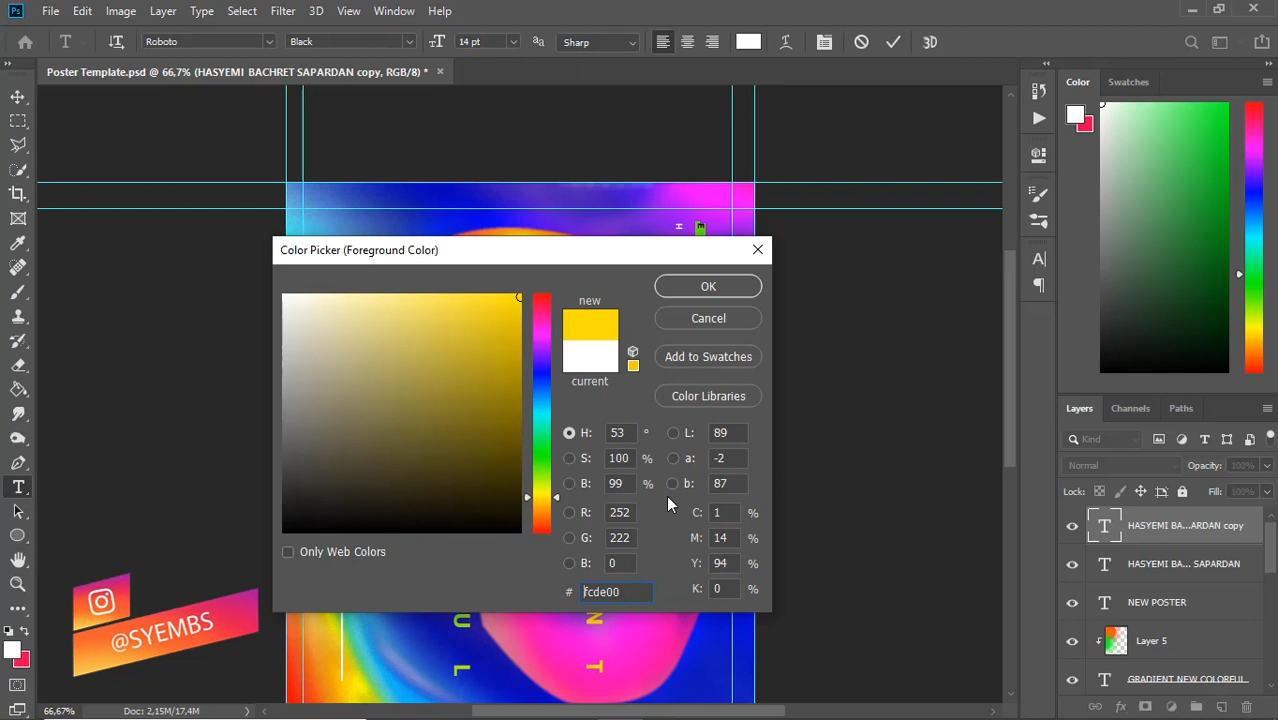 Ps File Edit Image Layer Type Select Filter 3D View Window Help
T Roboto Black 14 pt aa Sharp 3D
Poster Template.psd @ 66,7% (HASYEMI BACHRET SAPARDAN copy, RGB/8) *
Color Swatches
H E
Color Picker (Foreground Color)
new
current
OK
Cancel
Add to Swatches
Color Libraries
H: 53 ° L: 89
S: 100 % a: -2
B: 99 % b: 87
R: 252 C: 1 %
G: 222 M: 14 %
B: 0 Y: 94 %
# fcde00 K: 0 %
Only Web Colors
@SYEMBS
U N
L T
A
Layers Channels Paths
Kind
Normal Opacity: 100%
Lock: Fill: 100%
T HASYEMI BA...ARDAN copy
T HASYEMI BA... SAPARDAN
T NEW POSTER
Layer 5
T GRADIENT NEW COLORFUL
66,67% Doc: 2,15M/17,4M